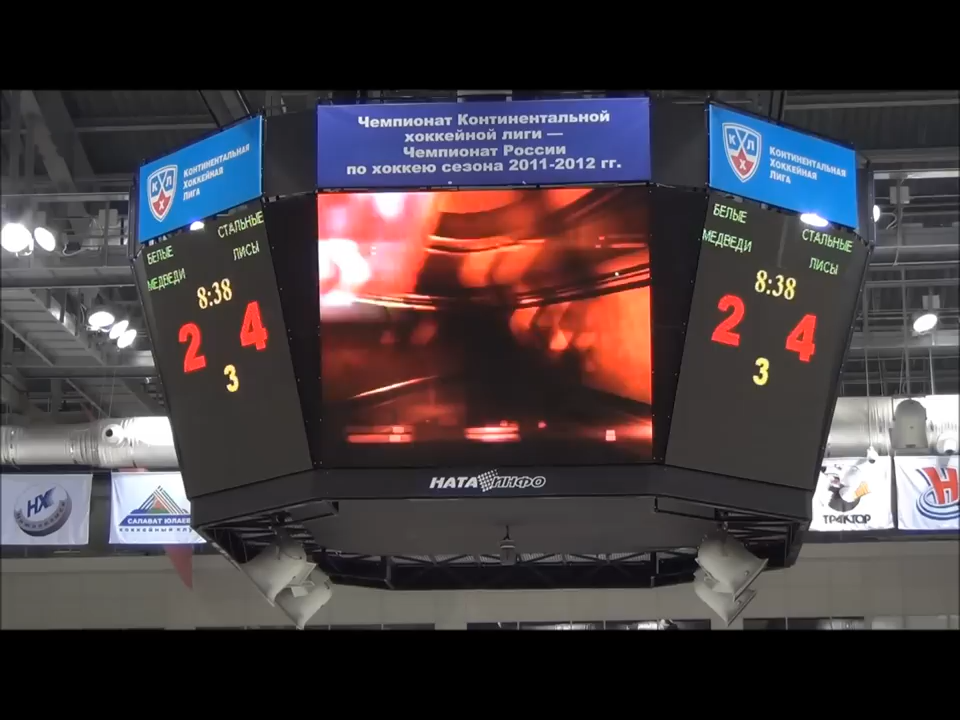 Чемпионат Континентальной
хоккейной лиги —
Чемпионат России
по хоккею сезона 2011-2012 гг.
КХЛ
Континентальная
Хоккейная
Лига
КХЛ
Континентальная
Хоккейная
Лига
БЕЛЫЕ СТАЛЬНЫЕ
МЕДВЕДИ ЛИСЫ
8:38
2 4
3
БЕЛЫЕ СТАЛЬНЫЕ
МЕДВЕДИ ЛИСЫ
8:38
2 4
3
НАТА ИНФО
НХ
САЛАВАТ ЮЛАЕВ
ХОККЕЙНЫЙ КЛУ
ТРАКТОР
Н